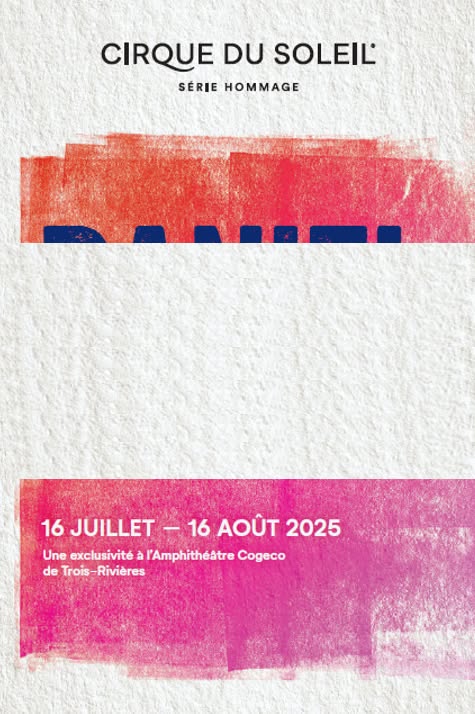 CIRQUE DU SOLEIL
SÉRIE HOMMAGE
16 JUILLET – 16 AOÛT 2025
Une exclusivité à l'Amphithéâtre Cogeco
de Trois-Rivières